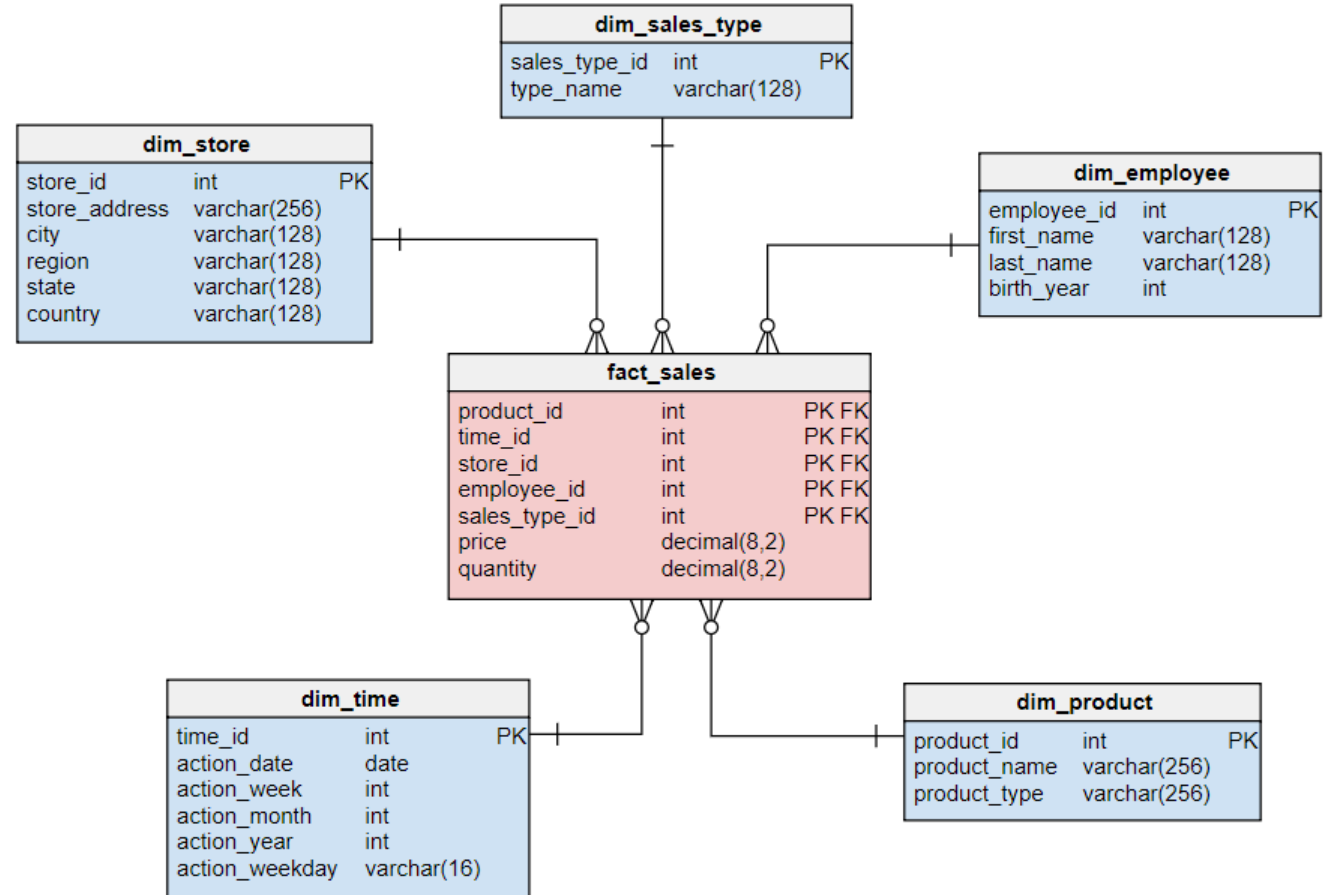 dim_sales_type
sales_type_id int PK
type_name varchar(128)
dim_store
store_id int PK
store_address varchar(256)
city varchar(128)
region varchar(128)
state varchar(128)
country varchar(128)
dim_employee
employee_id int PK
first_name varchar(128)
last_name varchar(128)
birth_year int
fact_sales
product_id int PK FK
time_id int PK FK
store_id int PK FK
employee_id int PK FK
sales_type_id int PK FK
price decimal(8,2)
quantity decimal(8,2)
dim_time
time_id int PK
action_date date
action_week int
action_month int
action_year int
action_weekday varchar(16)
dim_product
product_id int PK
product_name varchar(256)
product_type varchar(256)